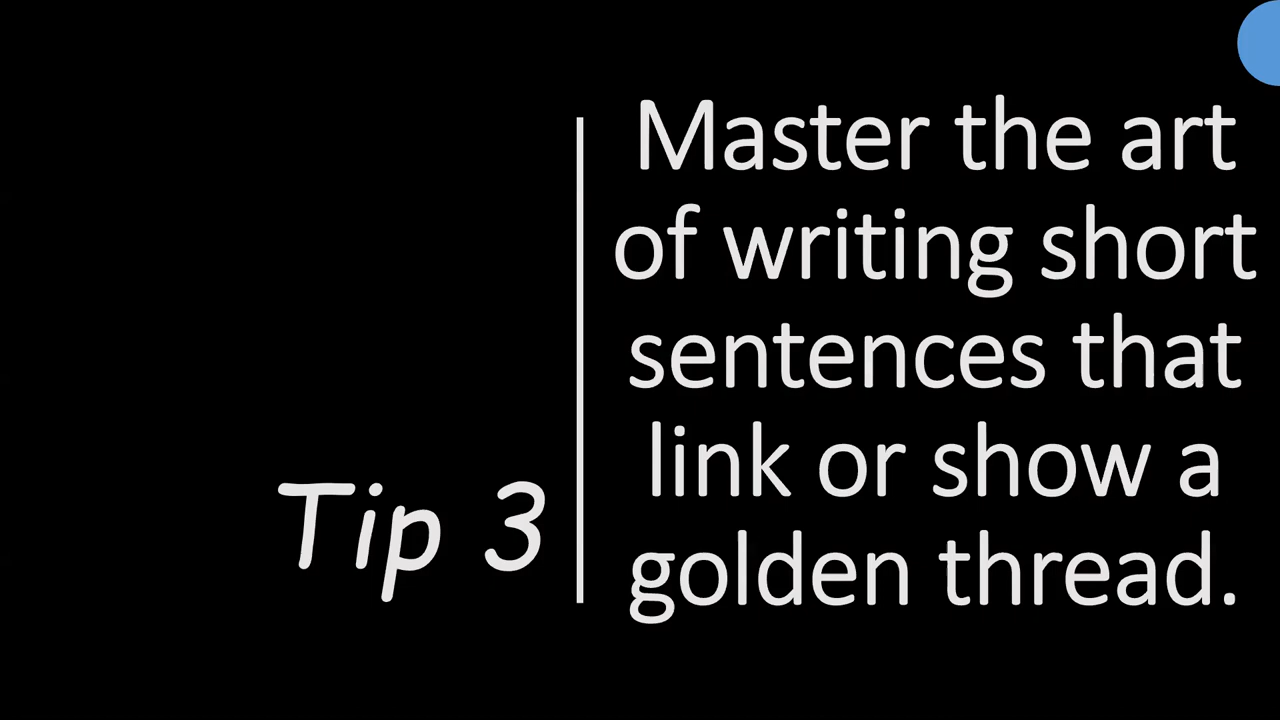 Tip 3
Master the art
of writing short
sentences that
link or show a
golden thread.